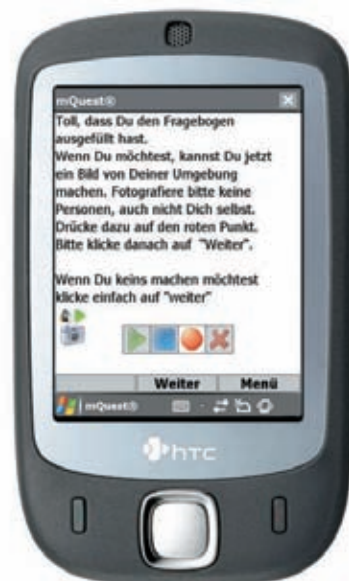 mQuest®
Toll, dass Du den Fragebogen
ausgefüllt hast.
Wenn Du möchtest, kannst Du jetzt
ein Bild von Deiner Umgebung
machen. Fotografiere bitte keine
Personen, auch nicht Dich selbst.
Drücke dazu auf den roten Punkt.
Bitte klicke danach auf "Weiter".
Wenn Du keins machen möchtest
klicke einfach auf "weiter"
Weiter Menü
mQuest®
hTC